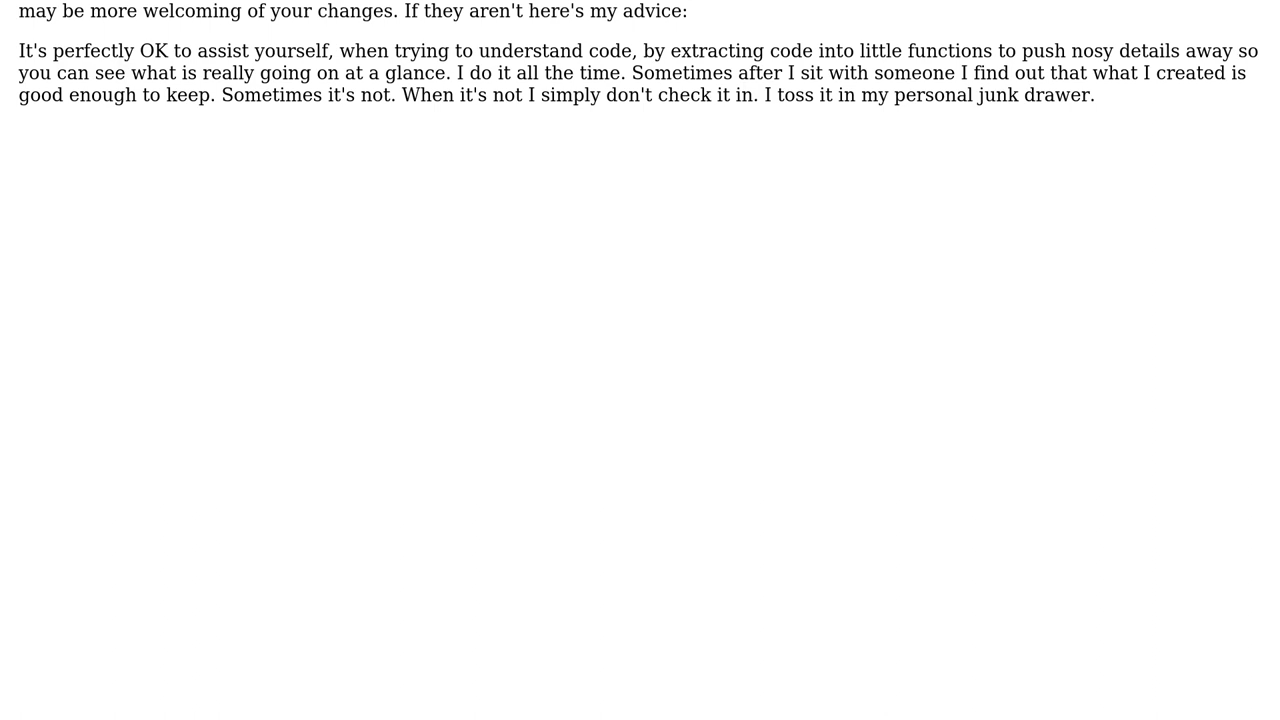 may be more welcoming of your changes. If they aren't here's my advice:
It's perfectly OK to assist yourself, when trying to understand code, by extracting code into little functions to push nosy details away so
you can see what is really going on at a glance. I do it all the time. Sometimes after I sit with someone I find out that what I created is
good enough to keep. Sometimes it's not. When it's not I simply don't check it in. I toss it in my personal junk drawer.